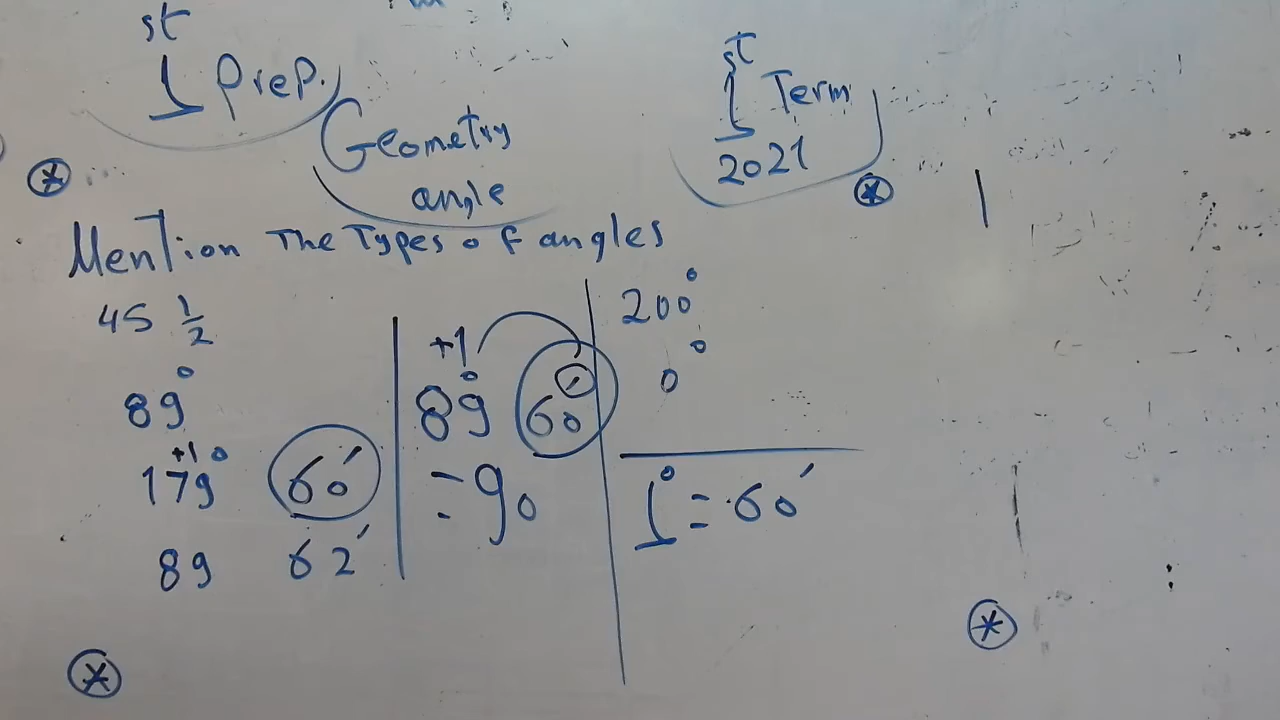 1st Prep.
Geometry
angle
1st Term
2021
Mention The Types of angles
45 1/2
89°
+1
179° 60′
89 62′
+1
89° 60′
= 90
200°
0°
1° = 60′